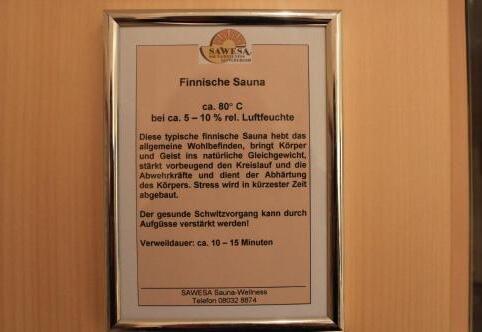 SAWESA
Finnische Sauna
ca. 80° C
bei ca. 5 – 10 % rel. Luftfeuchte
Diese typische finnische Sauna hebt das
allgemeine Wohlbefinden, bringt Körper
und Geist ins natürliche Gleichgewicht,
stärkt vorbeugend den Kreislauf und die
Abwehrkräfte und dient der Abhärtung
des Körpers. Stress wird in kürzester Zeit
abgebaut.
Der gesunde Schwitzvorgang kann durch
Aufgüsse verstärkt werden!
Verweildauer: ca. 10 – 15 Minuten
SAWESA Sauna-Wellness
Telefon 08032 8874